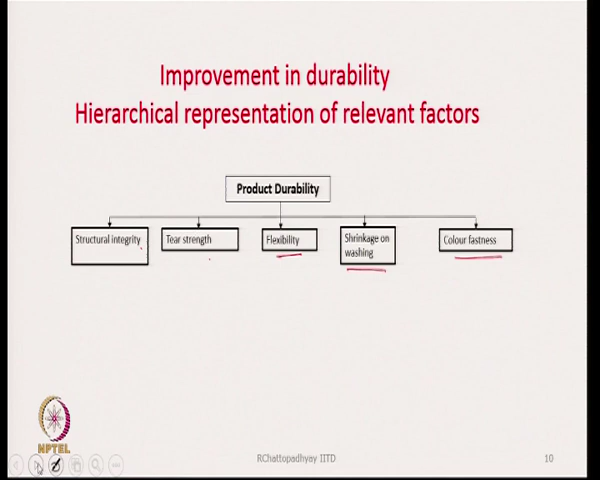 Improvement in durability
Hierarchical representation of relevant factors
Product Durability
Structural integrity
Tear strength
Flexibility
Shrinkage on
washing
Colour fastness
NPTEL
RChattopadhyay IITD
10